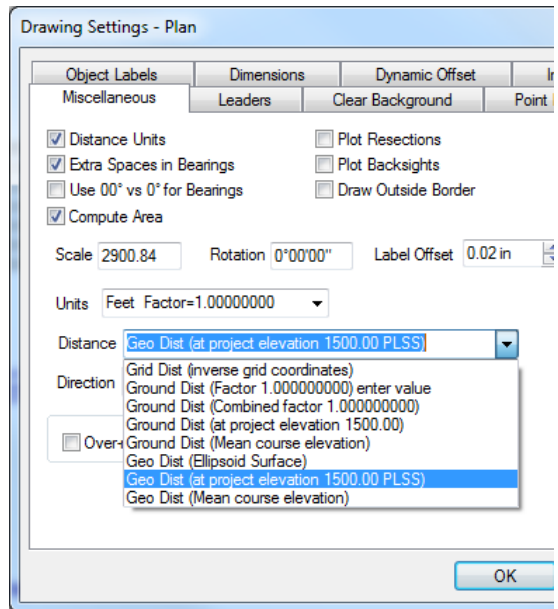 Drawing Settings - Plan
Object Labels Dimensions Dynamic Offset
Miscellaneous Leaders Clear Background Point
Distance Units Plot Resections
Extra Spaces in Bearings Plot Backsights
Use 00° vs 0° for Bearings Draw Outside Border
Compute Area
Scale 2900.84 Rotation 0°00'00" Label Offset 0.02 in
Units Feet Factor=1.00000000
Distance Geo Dist (at project elevation 1500.00 PLSS)
Grid Dist (inverse grid coordinates)
Direction Ground Dist (Factor 1.000000000) enter value
Ground Dist (Combined factor 1.000000000)
Ground Dist (at project elevation 1500.00)
Ground Dist (Mean course elevation)
Geo Dist (Ellipsoid Surface)
Geo Dist (at project elevation 1500.00 PLSS)
Geo Dist (Mean course elevation)
OK